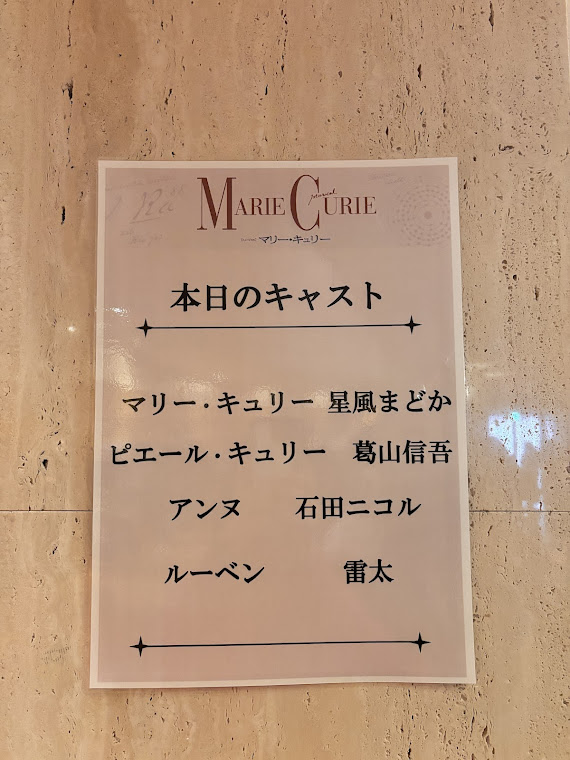 MARIE CURIE
Musical
マリー・キュリー
本日のキャスト
マリー・キュリー 星風まどか
ピエール・キュリー 葛山信吾
アンヌ 石田ニコル
ルーベン 雷太